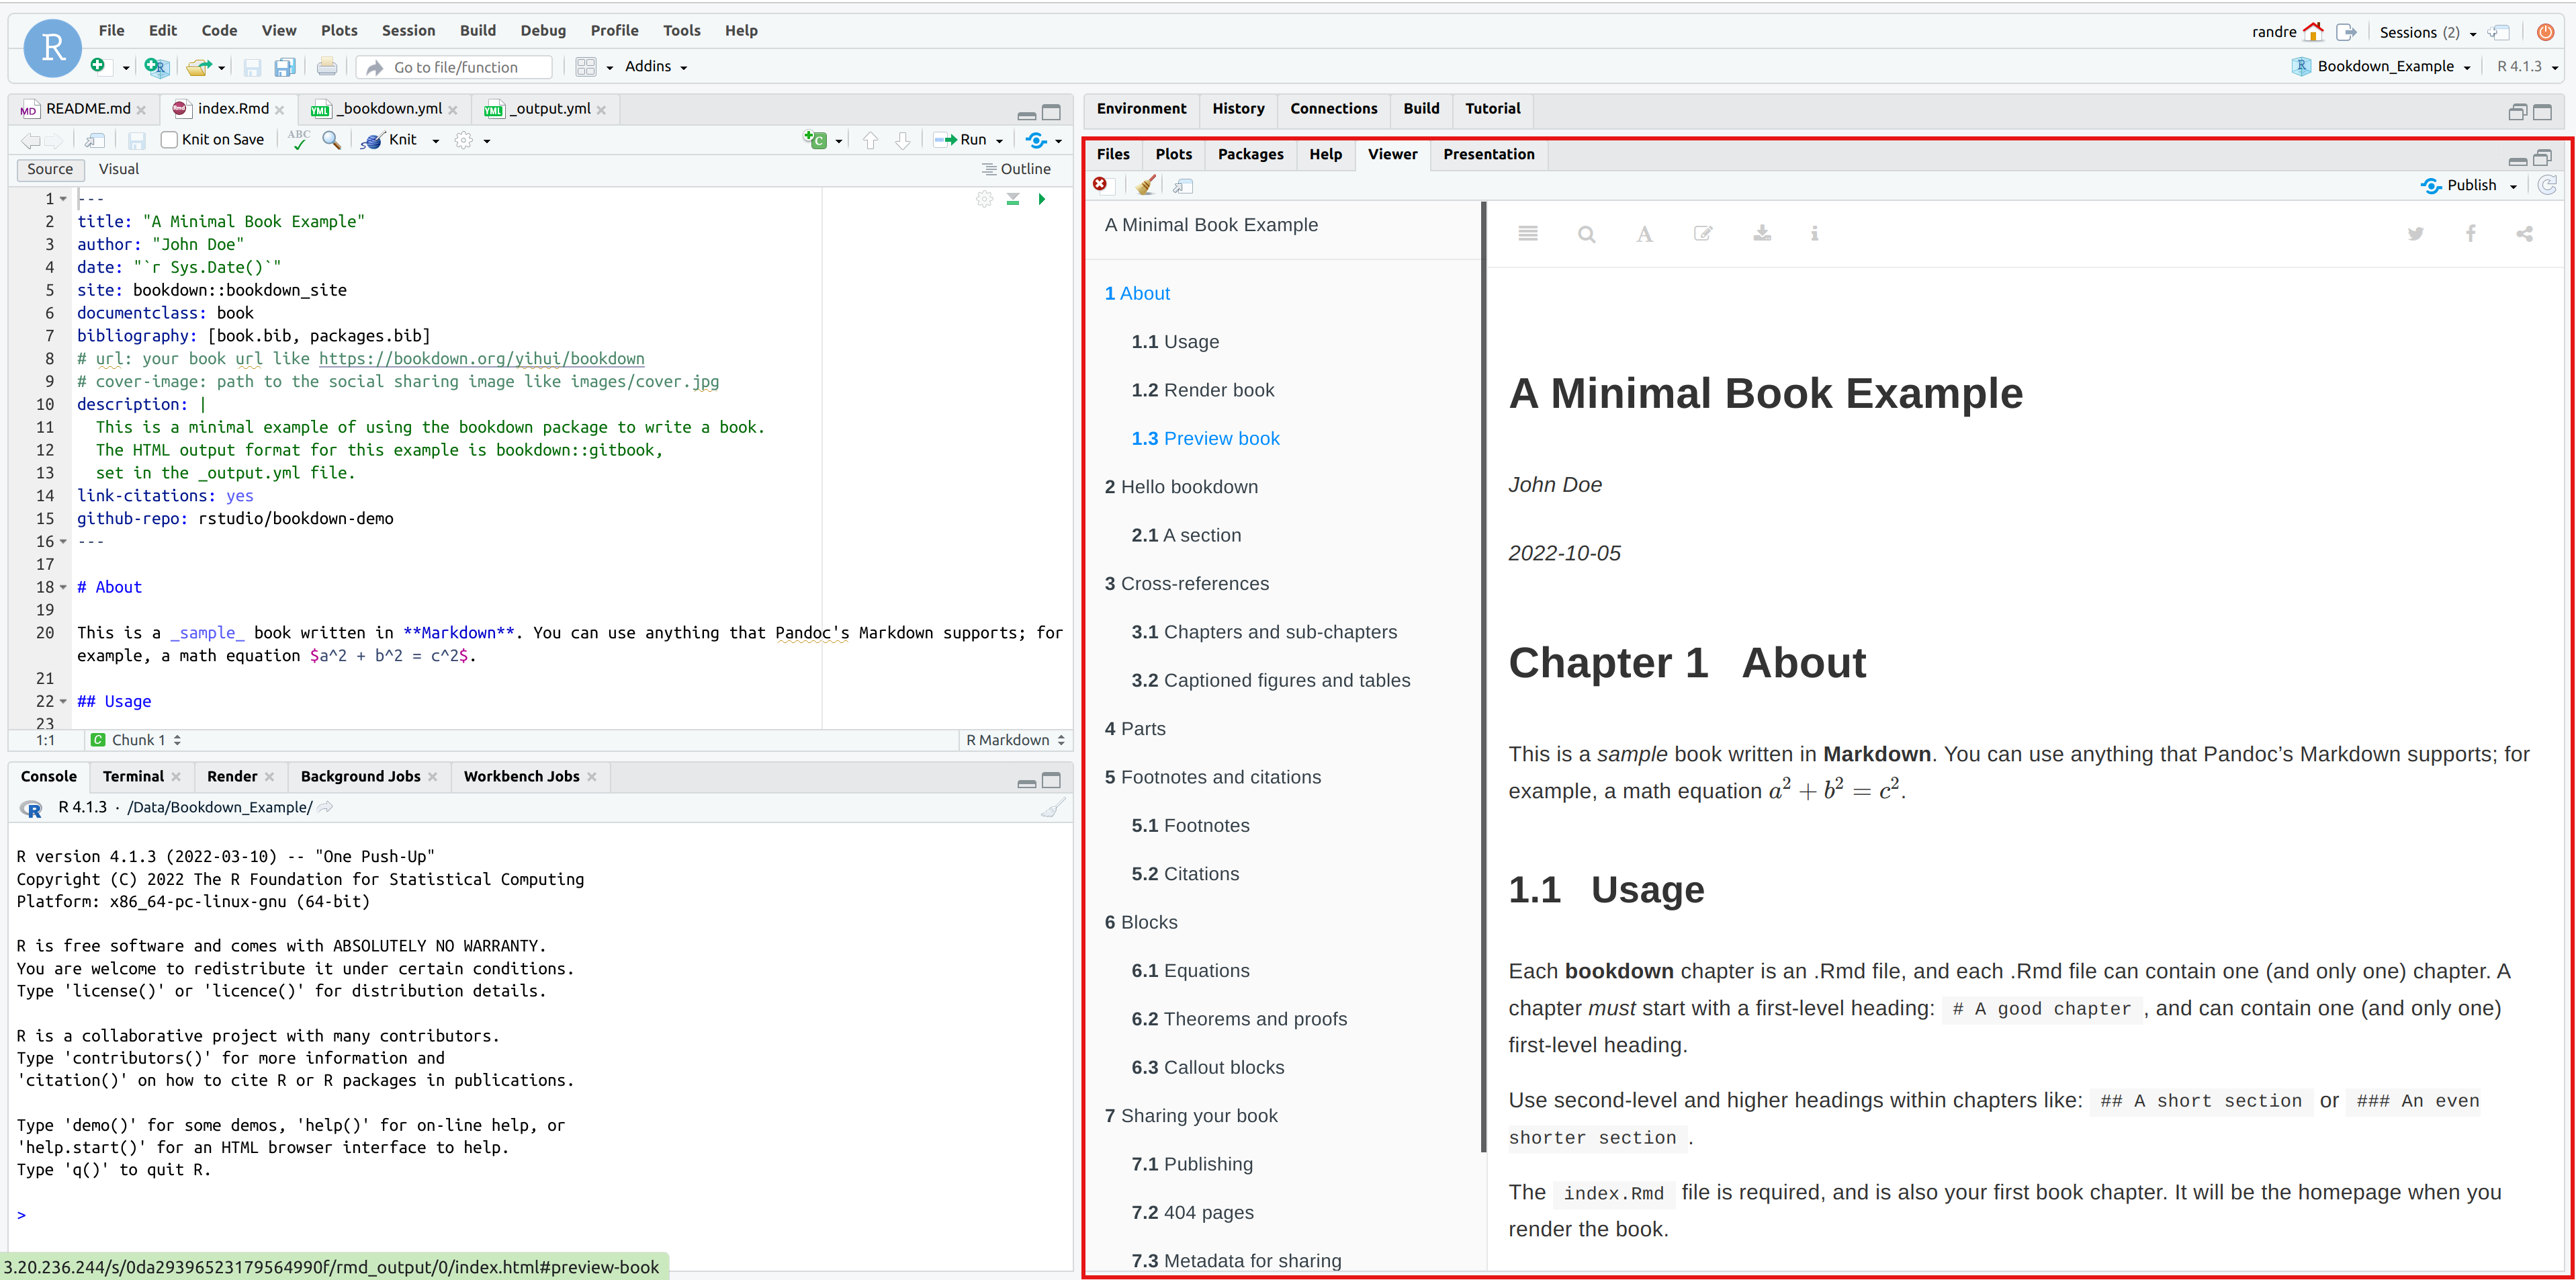 R
File Edit Code View Plots Session Build Debug Profile Tools Help
randre Sessions (2)
Go to file/function Addins
R Bookdown_Example R 4.1.3
MD README.md Rmd index.Rmd YML _bookdown.yml YML _output.yml
Knit on Save ABC Knit C Run
Source Visual Outline
1 ---
2 title: "A Minimal Book Example"
3 author: "John Doe"
4 date: "`r Sys.Date()`"
5 site: bookdown::bookdown_site
6 documentclass: book
7 bibliography: [book.bib, packages.bib]
8 # url: your book url like https://bookdown.org/yihui/bookdown
9 # cover-image: path to the social sharing image like images/cover.jpg
10 description: |
11 This is a minimal example of using the bookdown package to write a book.
12 The HTML output format for this example is bookdown::gitbook,
13 set in the _output.yml file.
14 link-citations: yes
15 github-repo: rstudio/bookdown-demo
16 ---
17
18 # About
19
20 This is a _sample_ book written in **Markdown**. You can use anything that Pandoc's Markdown supports; for
example, a math equation $a^2 + b^2 = c^2$.
21
22 ## Usage
23
1:1 C Chunk 1 R Markdown
Console Terminal Render Background Jobs Workbench Jobs
R R 4.1.3 · /Data/Bookdown_Example/
R version 4.1.3 (2022-03-10) -- "One Push-Up"
Copyright (C) 2022 The R Foundation for Statistical Computing
Platform: x86_64-pc-linux-gnu (64-bit)
R is free software and comes with ABSOLUTELY NO WARRANTY.
You are welcome to redistribute it under certain conditions.
Type 'license()' or 'licence()' for distribution details.
R is a collaborative project with many contributors.
Type 'contributors()' for more information and
'citation()' on how to cite R or R packages in publications.
Type 'demo()' for some demos, 'help()' for on-line help, or
'help.start()' for an HTML browser interface to help.
Type 'q()' to quit R.
>
3.20.236.244/s/0da29396523179564990f/rmd_output/0/index.html#preview-book
Environment History Connections Build Tutorial
Files Plots Packages Help Viewer Presentation
Publish
A Minimal Book Example
1 About
1.1 Usage
1.2 Render book
1.3 Preview book
2 Hello bookdown
2.1 A section
3 Cross-references
3.1 Chapters and sub-chapters
3.2 Captioned figures and tables
4 Parts
5 Footnotes and citations
5.1 Footnotes
5.2 Citations
6 Blocks
6.1 Equations
6.2 Theorems and proofs
6.3 Callout blocks
7 Sharing your book
7.1 Publishing
7.2 404 pages
7.3 Metadata for sharing
A i f
A Minimal Book Example
John Doe
2022-10-05
Chapter 1 About
This is a sample book written in Markdown. You can use anything that Pandoc’s Markdown supports; for
example, a math equation a² + b² = c².
1.1 Usage
Each bookdown chapter is an .Rmd file, and each .Rmd file can contain one (and only one) chapter. A
chapter must start with a first-level heading: # A good chapter , and can contain one (and only one)
first-level heading.
Use second-level and higher headings within chapters like: ## A short section or ### An even
shorter section .
The index.Rmd file is required, and is also your first book chapter. It will be the homepage when you
render the book.